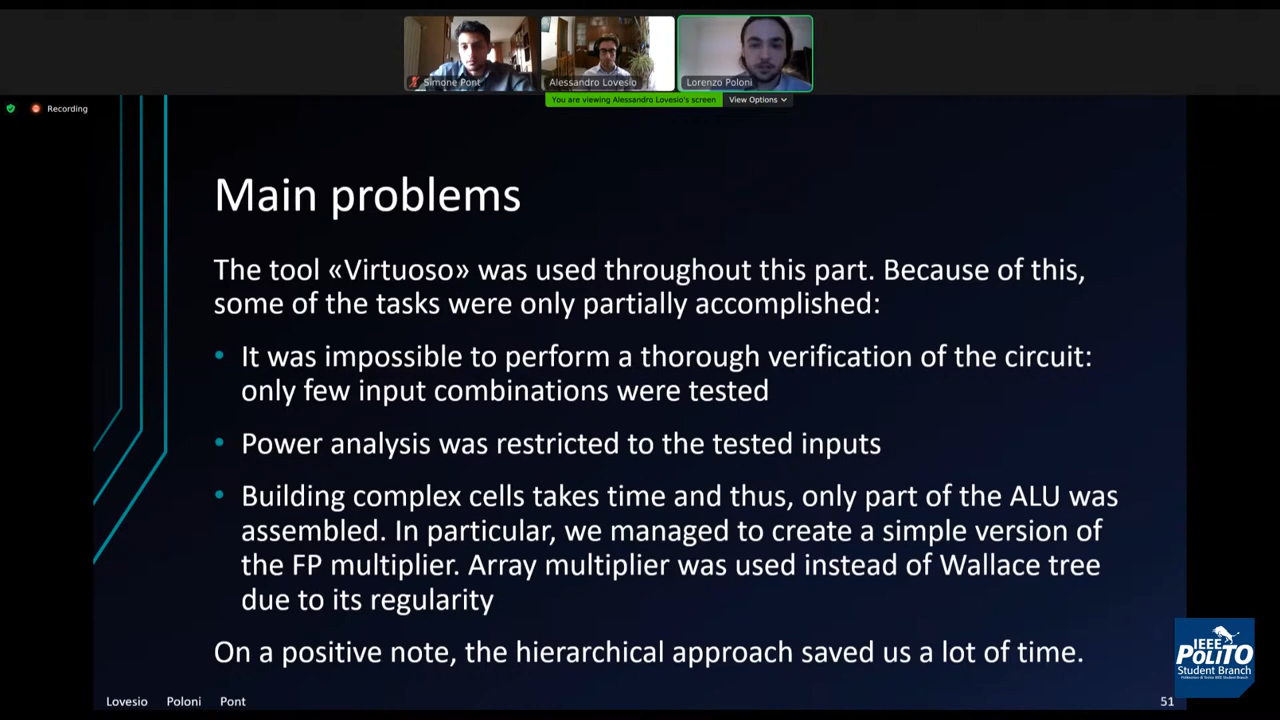 Simone Pont
Alessandro Lovesio
Lorenzo Poloni
You are viewing Alessandro Lovesio's screen
View Options
Recording
Main problems
The tool «Virtuoso» was used throughout this part. Because of this,
some of the tasks were only partially accomplished:
• It was impossible to perform a thorough verification of the circuit:
only few input combinations were tested
• Power analysis was restricted to the tested inputs
• Building complex cells takes time and thus, only part of the ALU was
assembled. In particular, we managed to create a simple version of
the FP multiplier. Array multiplier was used instead of Wallace tree
due to its regularity
On a positive note, the hierarchical approach saved us a lot of time.
Lovesio Poloni Pont
51
IEEE
POLITO
Student Branch
Politecnico di Torino IEEE Student Branch